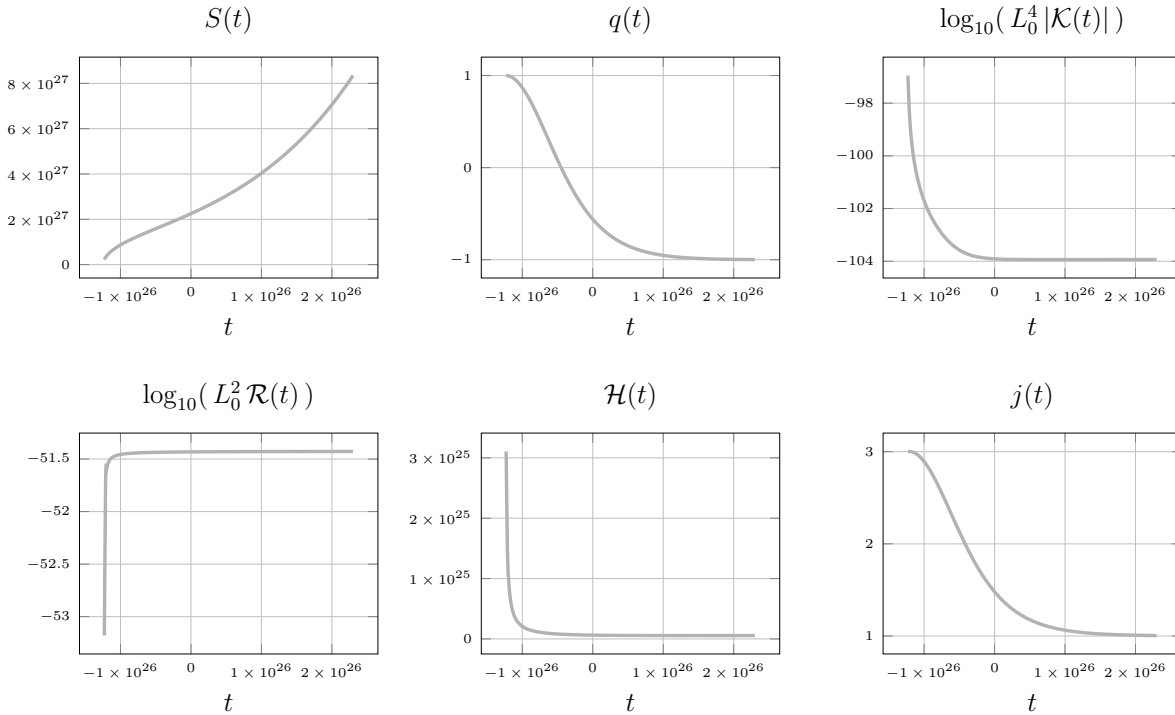 S(t)
q(t)
log₁₀( L₀⁴ |𝒦(t)| )
8 × 10²⁷
6 × 10²⁷
4 × 10²⁷
2 × 10²⁷
0
1
0
−1
−98
−100
−102
−104
−1 × 10²⁶ 0 1 × 10²⁶ 2 × 10²⁶
−1 × 10²⁶ 0 1 × 10²⁶ 2 × 10²⁶
−1 × 10²⁶ 0 1 × 10²⁶ 2 × 10²⁶
t
t
t
log₁₀( L₀² ℛ(t) )
ℋ(t)
j(t)
−51.5
−52
−52.5
−53
3 × 10²⁵
2 × 10²⁵
1 × 10²⁵
0
3
2
1
−1 × 10²⁶ 0 1 × 10²⁶ 2 × 10²⁶
−1 × 10²⁶ 0 1 × 10²⁶ 2 × 10²⁶
−1 × 10²⁶ 0 1 × 10²⁶ 2 × 10²⁶
t
t
t